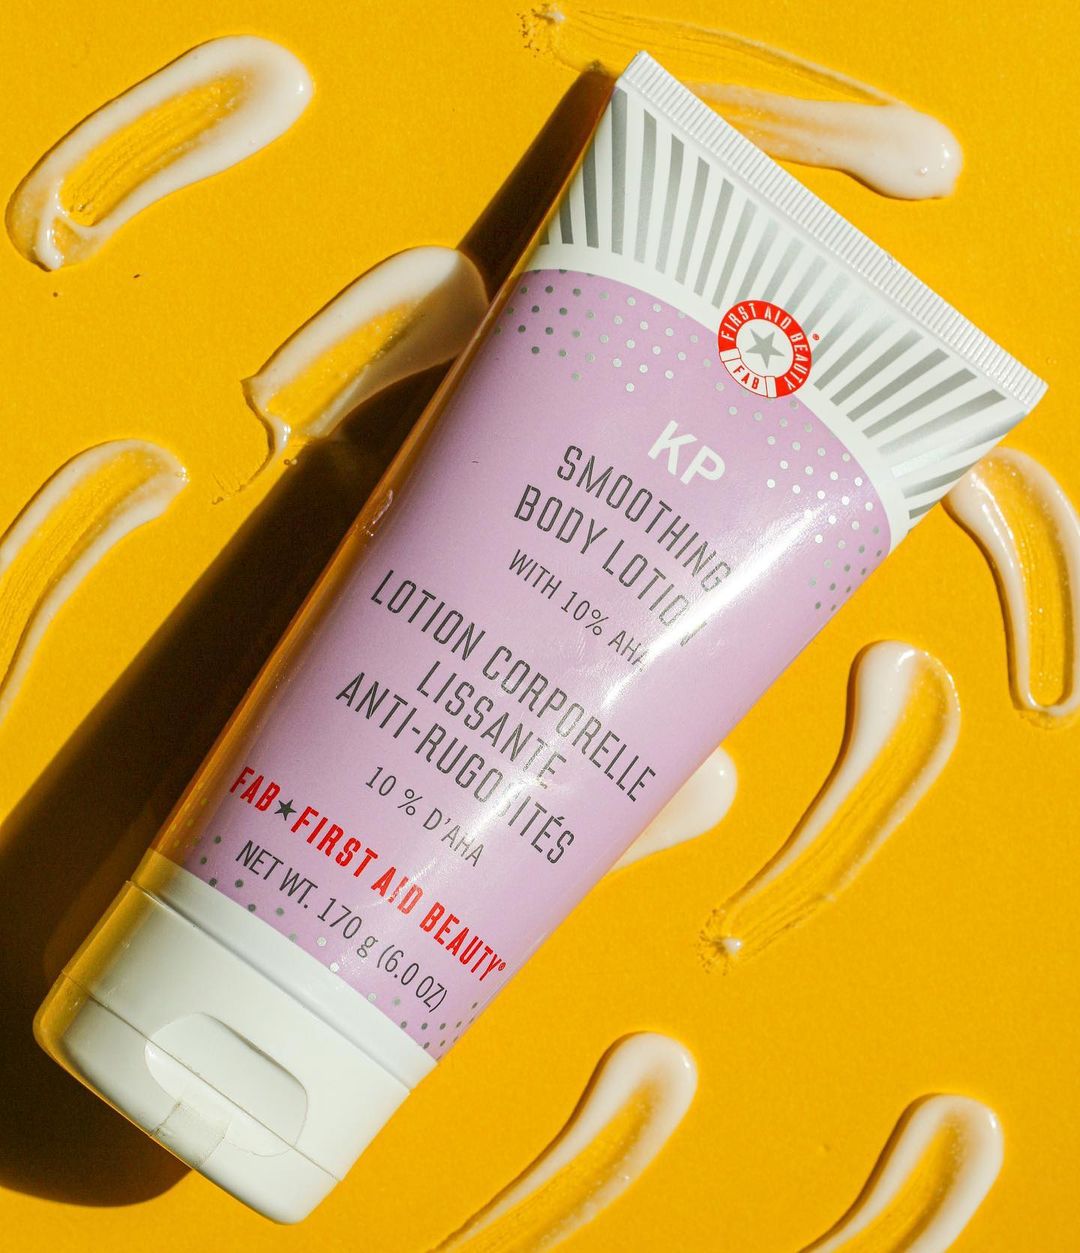 FIRST AID BEAUTY®
FAB
KP
SMOOTHING
BODY LOTION
WITH 10% AHA
LOTION CORPORELLE
LISSANTE
ANTI-RUGOSITÉS
10 % D'AHA
FAB★FIRST AID BEAUTY®
NET WT. 170 g (6.0 OZ)